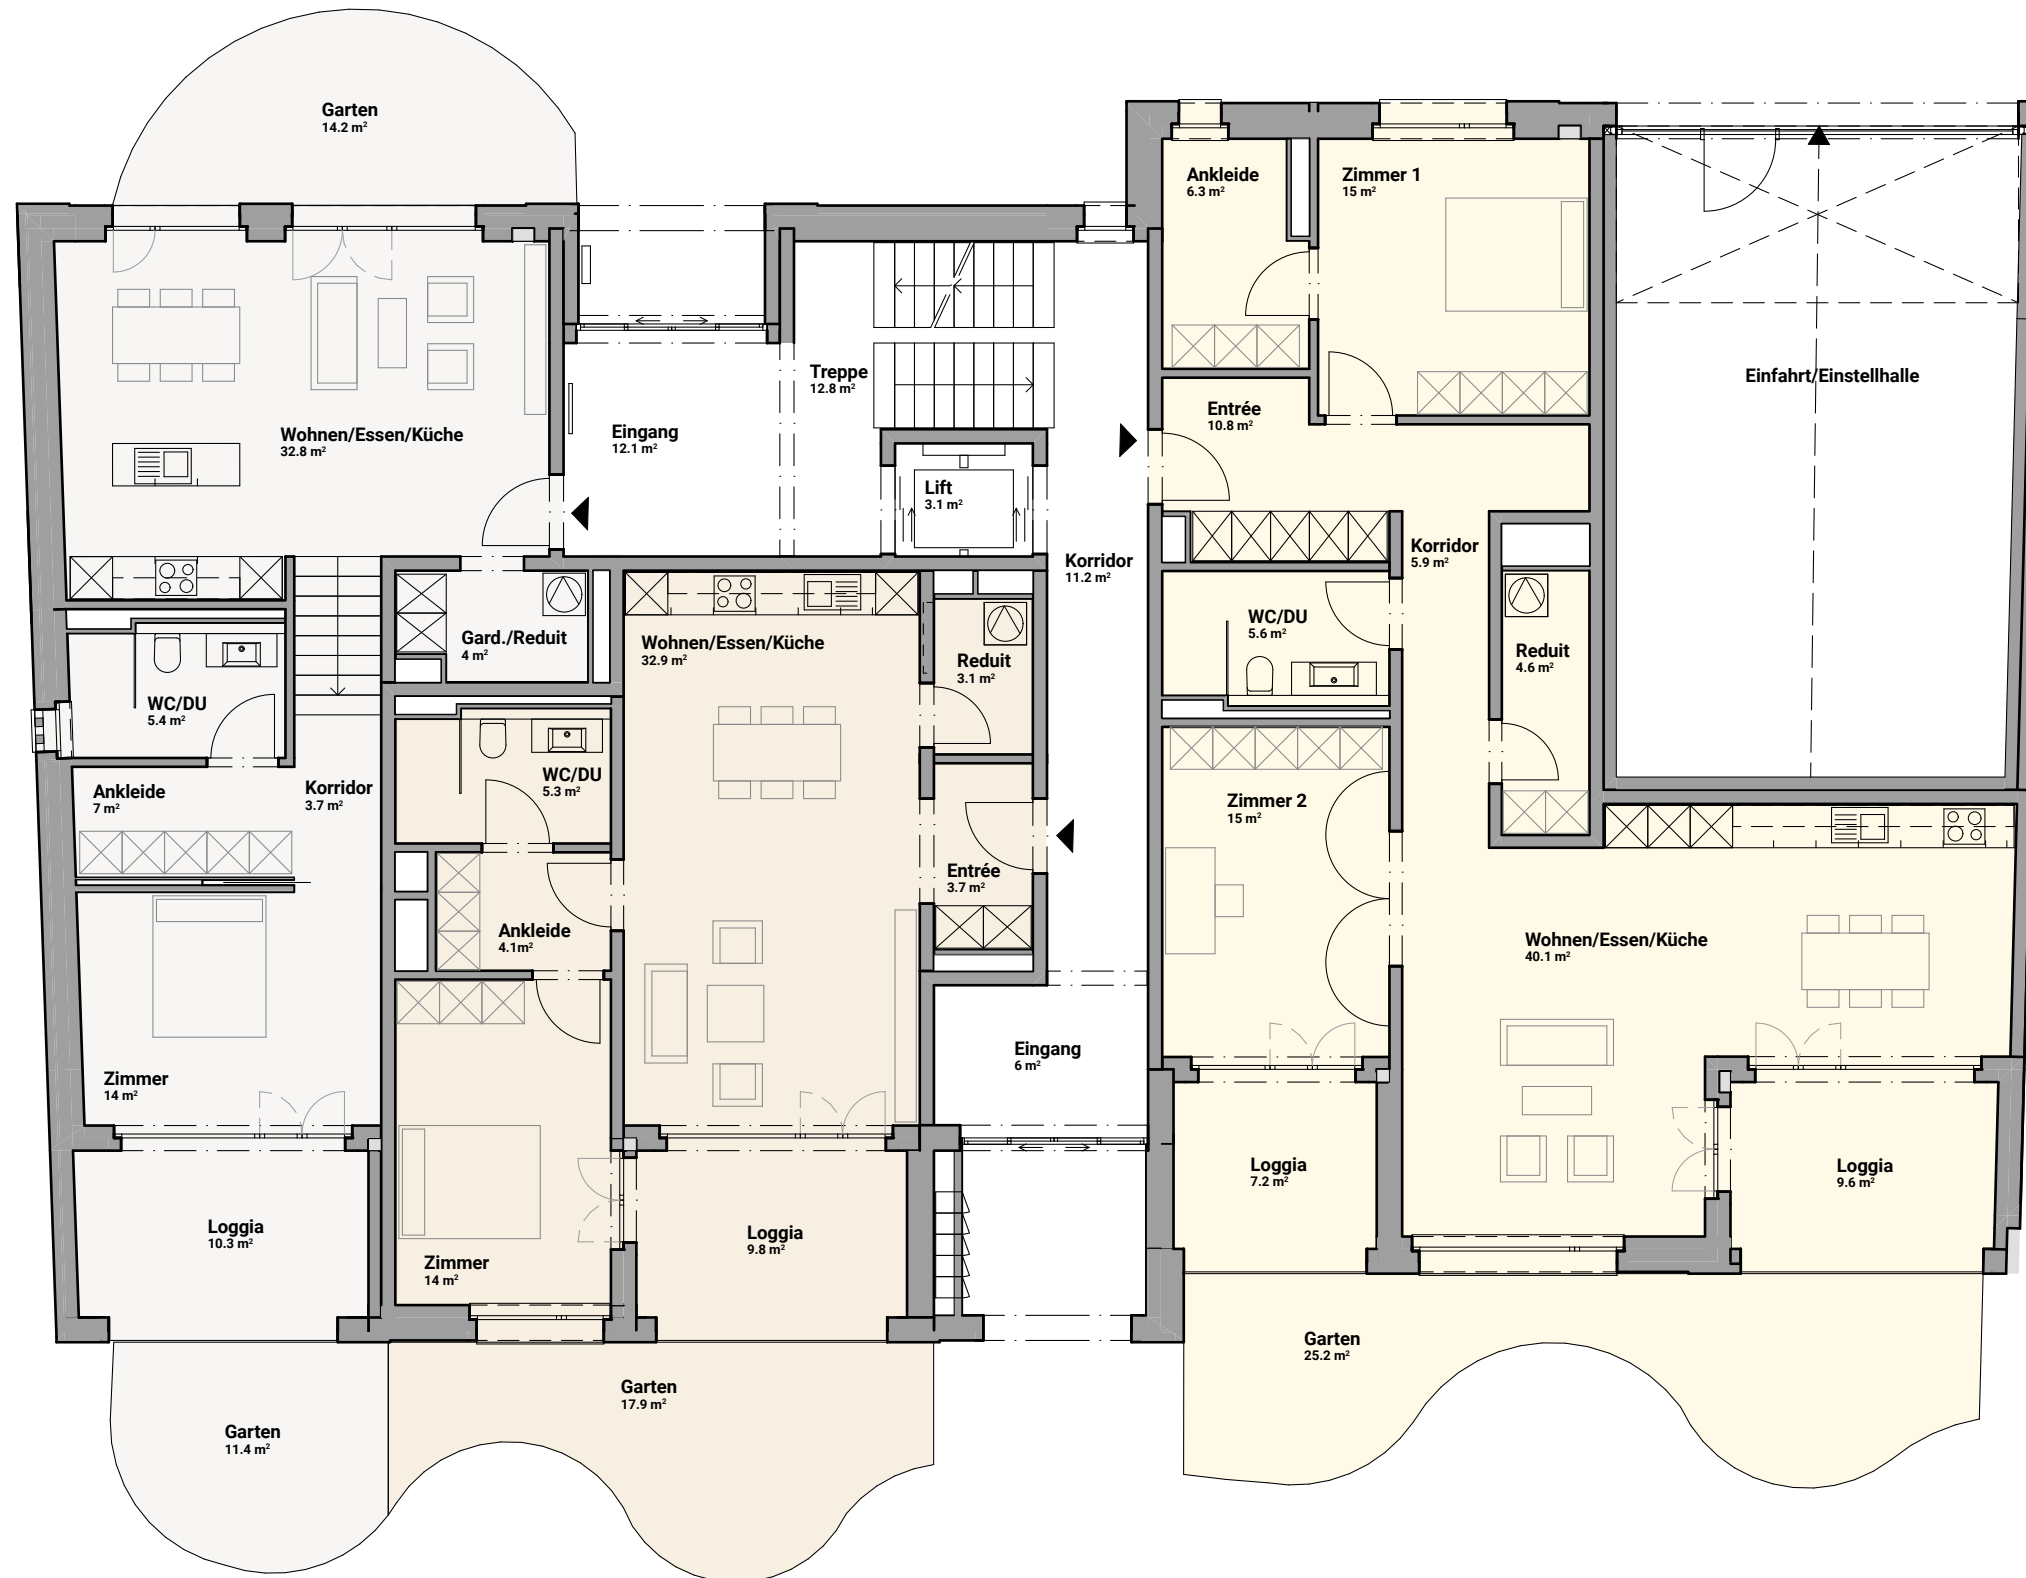 Garten
14.2 m²
Ankleide
6.3 m²
Zimmer 1
15 m²
Treppe
12.8 m²
Einfahrt/Einstellhalle
Entrée
10.8 m²
Wohnen/Essen/Küche
32.8 m²
Eingang
12.1 m²
Lift
3.1 m²
Korridor
11.2 m²
Korridor
5.9 m²
WC/DU
5.6 m²
Gard./Reduit
4 m²
Wohnen/Essen/Küche
32.9 m²
Reduit
3.1 m²
Reduit
4.6 m²
WC/DU
5.4 m²
WC/DU
5.3 m²
Ankleide
7 m²
Korridor
3.7 m²
Zimmer 2
15 m²
Entrée
3.7 m²
Ankleide
4.1m²
Wohnen/Essen/Küche
40.1 m²
Eingang
6 m²
Zimmer
14 m²
Loggia
7.2 m²
Loggia
9.6 m²
Loggia
10.3 m²
Loggia
9.8 m²
Zimmer
14 m²
Garten
25.2 m²
Garten
17.9 m²
Garten
11.4 m²